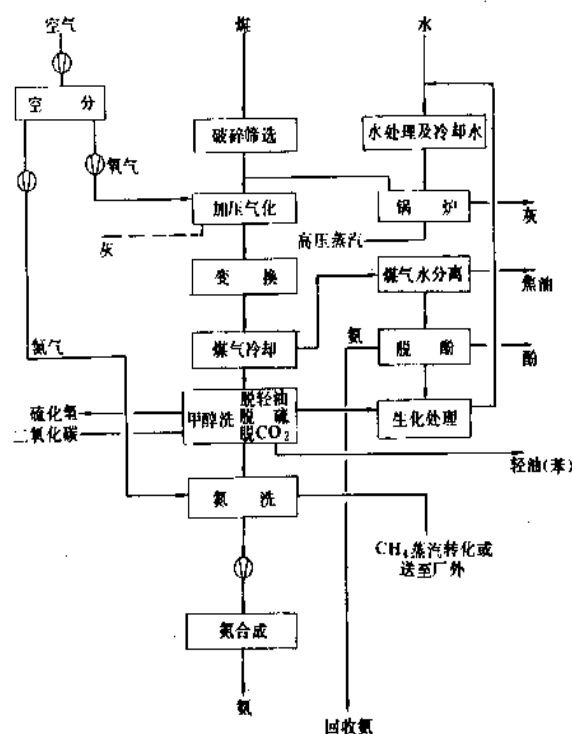 空气
煤
水
空 分
破碎筛选
水处理及冷却水
氧气
加压气化
锅 炉
灰
灰
高压蒸汽
变 换
煤气水分离
焦油
氮气
煤气冷却
氨
脱 酚
酚
硫化氢
二氧化碳
甲醇洗
脱轻油
脱 硫
脱CO₂
生化处理
轻油(苯)
氮 洗
CH₄蒸汽转化或
送至厂外
氨合成
氨
回收氨